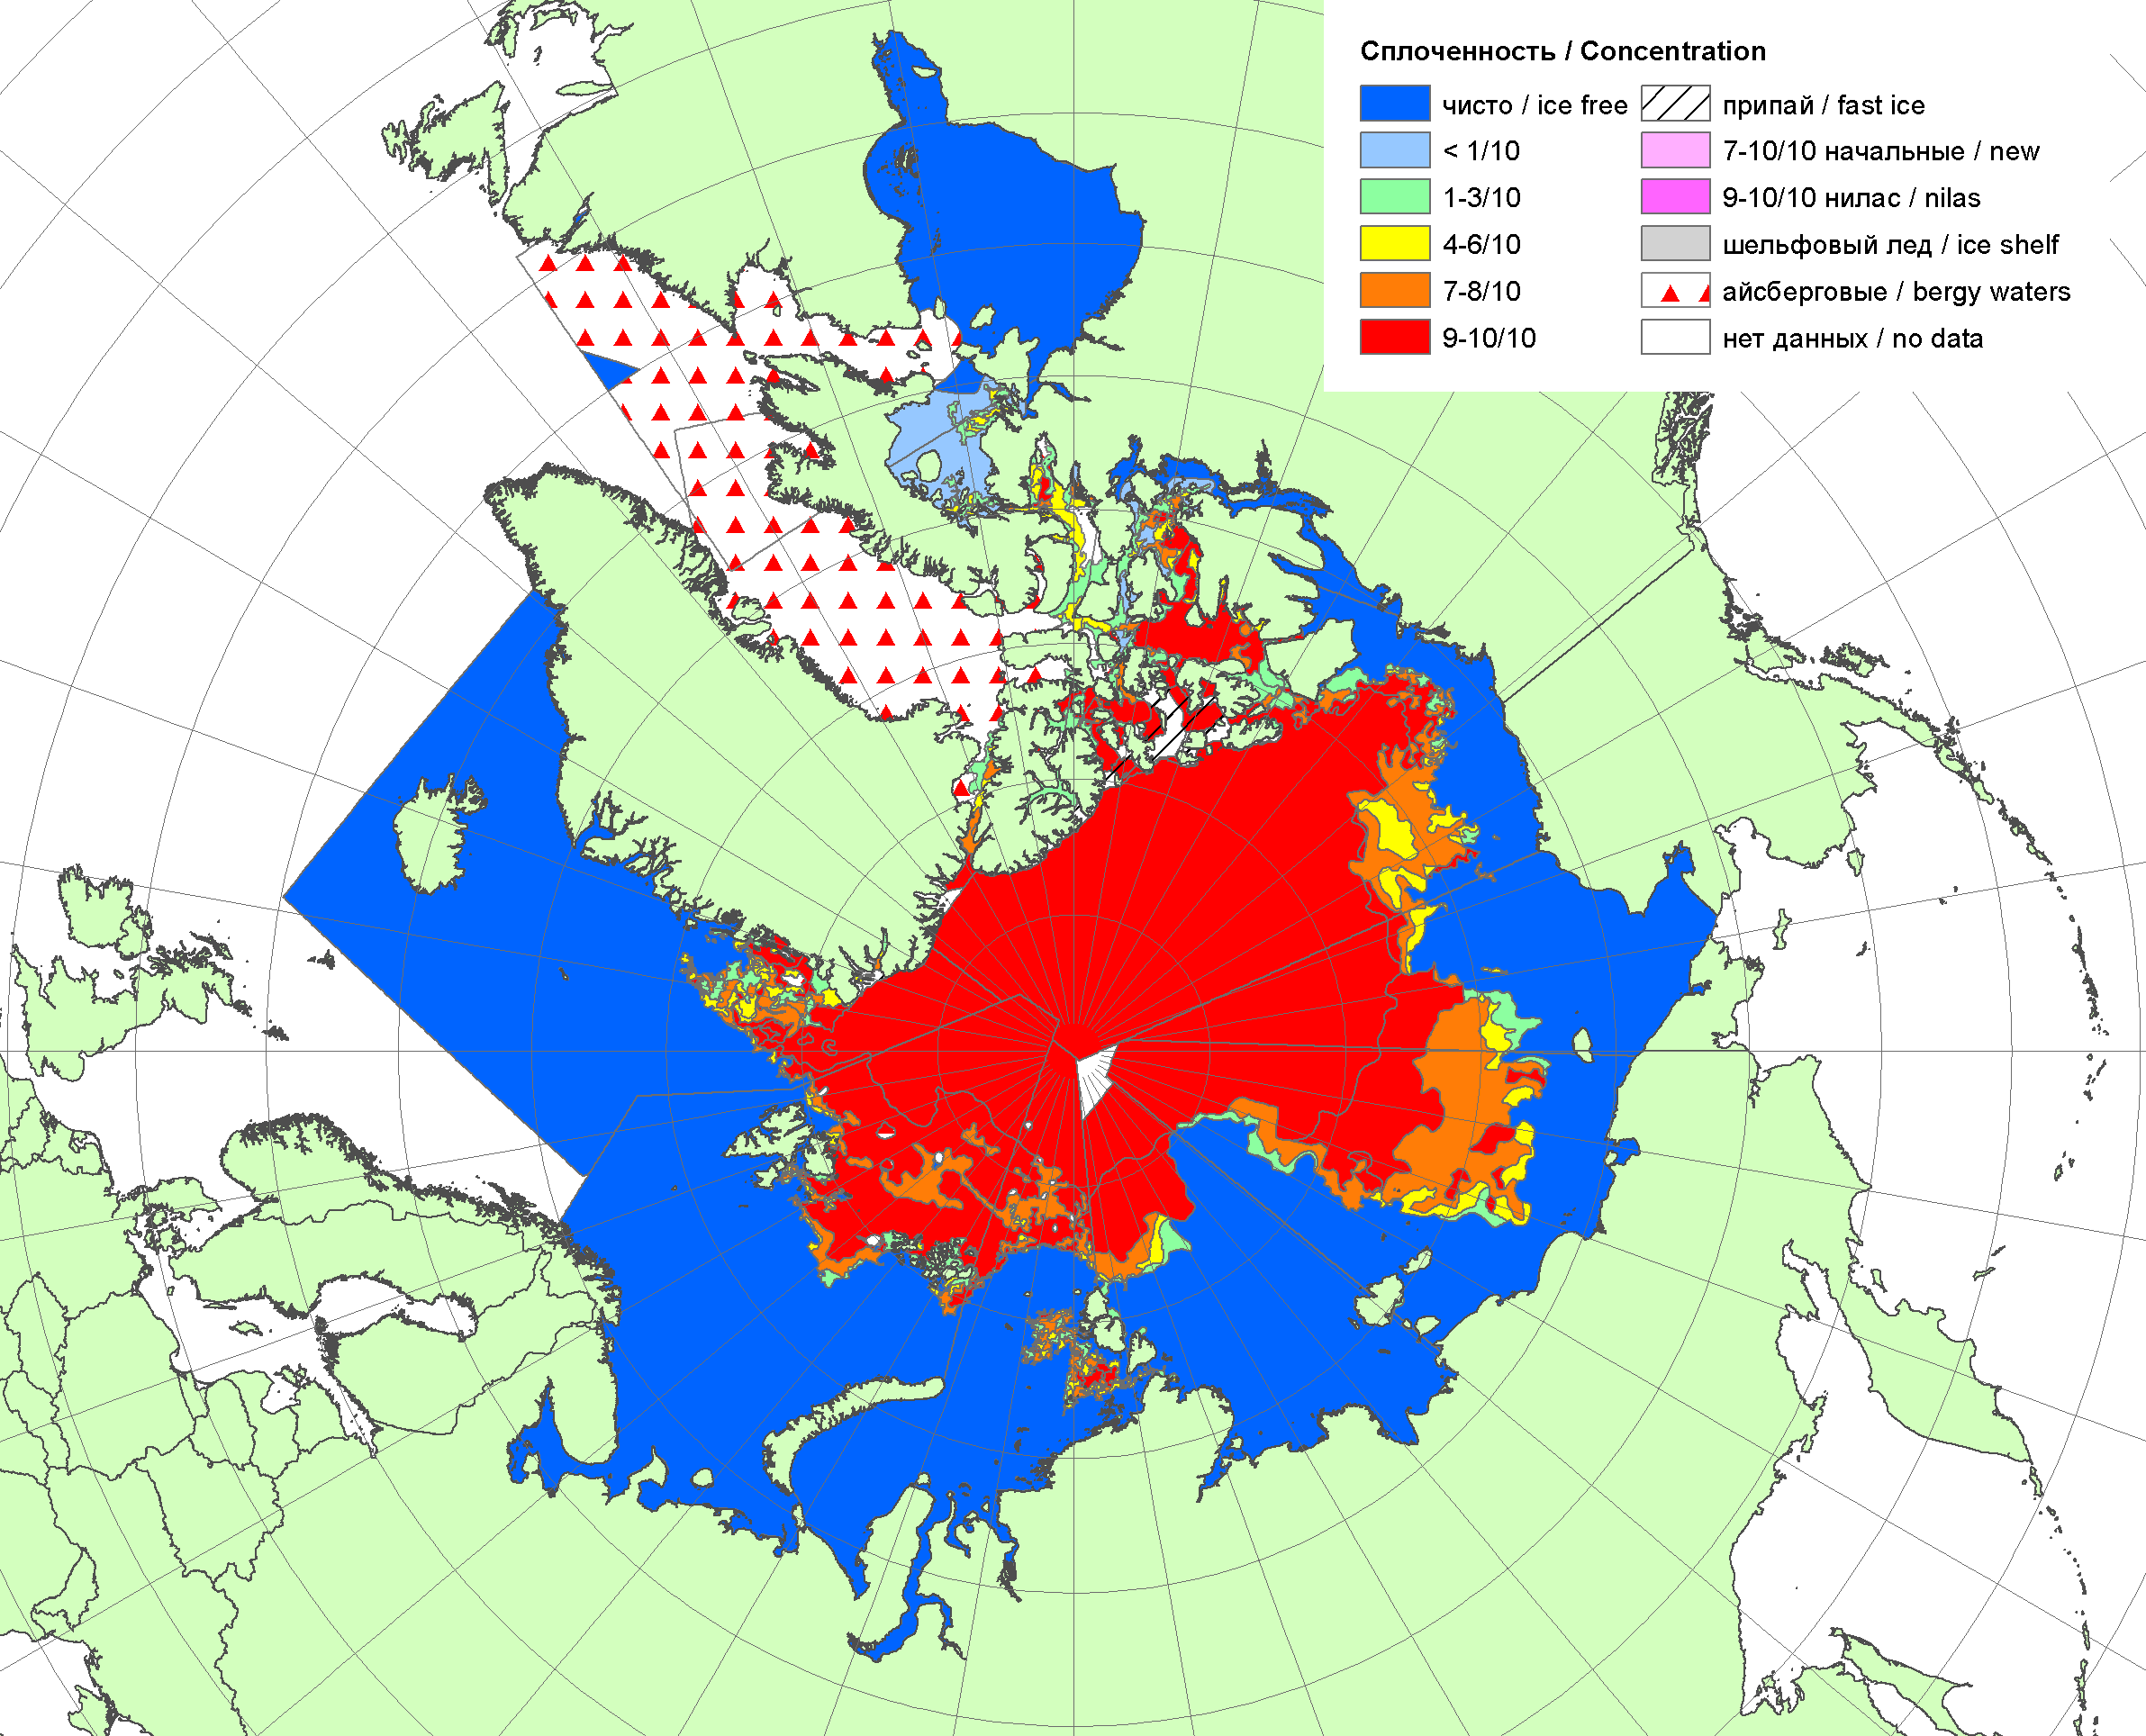 Сплоченность / Concentration
чисто / ice free
< 1/10
1-3/10
4-6/10
7-8/10
9-10/10
припай / fast ice
7-10/10 начальные / new
9-10/10 нилас / nilas
шельфовый лед / ice shelf
айсберговые / bergy waters
нет данных / no data